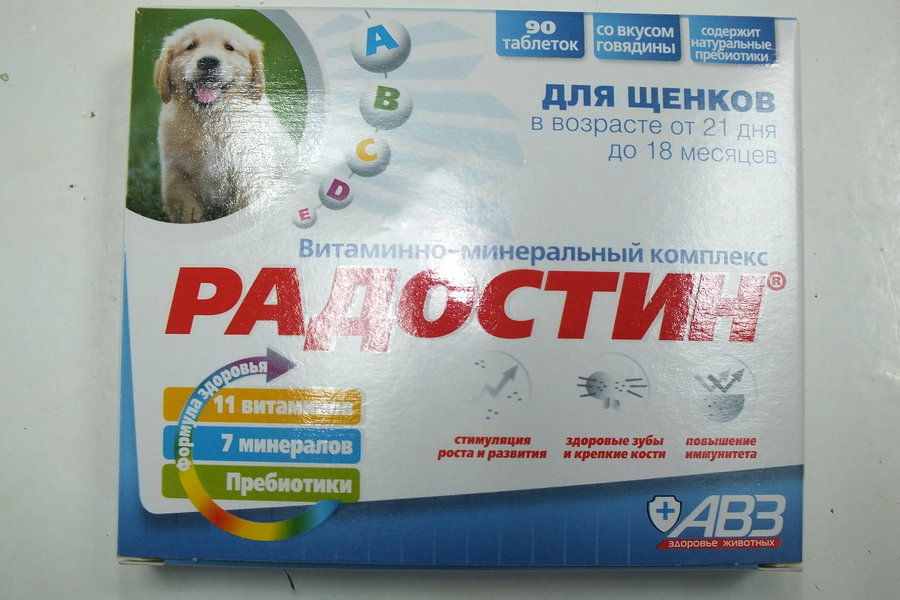 90
таблеток
со вкусом
говядины
содержит
натуральные
пребиотики
A
B
C
D
E
ДЛЯ ЩЕНКОВ
в возрасте от 21 дня
до 18 месяцев
Витаминно-минеральный комплекс
РАДОСТИН®
формула здоровья
11 витаминов
7 минералов
Пребиотики
стимуляция
роста и развития
здоровые зубы
и крепкие кости
повышение
иммунитета
АВЗ
здоровье животных